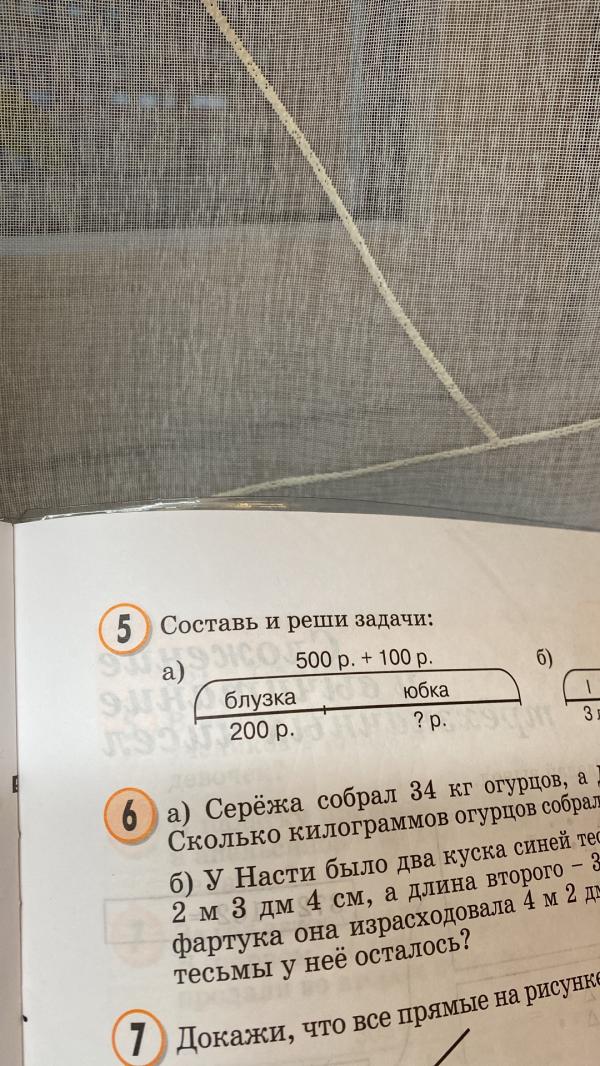 5 Составь и реши задачи:
а) 500 р. + 100 р.
блузка юбка
200 р. ? р.
б)
3
6 а) Серёжа собрал 34 кг огурцов, а
Сколько килограммов огурцов собрал
б) У Насти было два куска синей
2 м 3 дм 4 см, а длина второго – 3
фартука она израсходовала 4 м 2
тесьмы у неё осталось?
7 Докажи, что все прямые на рисунке